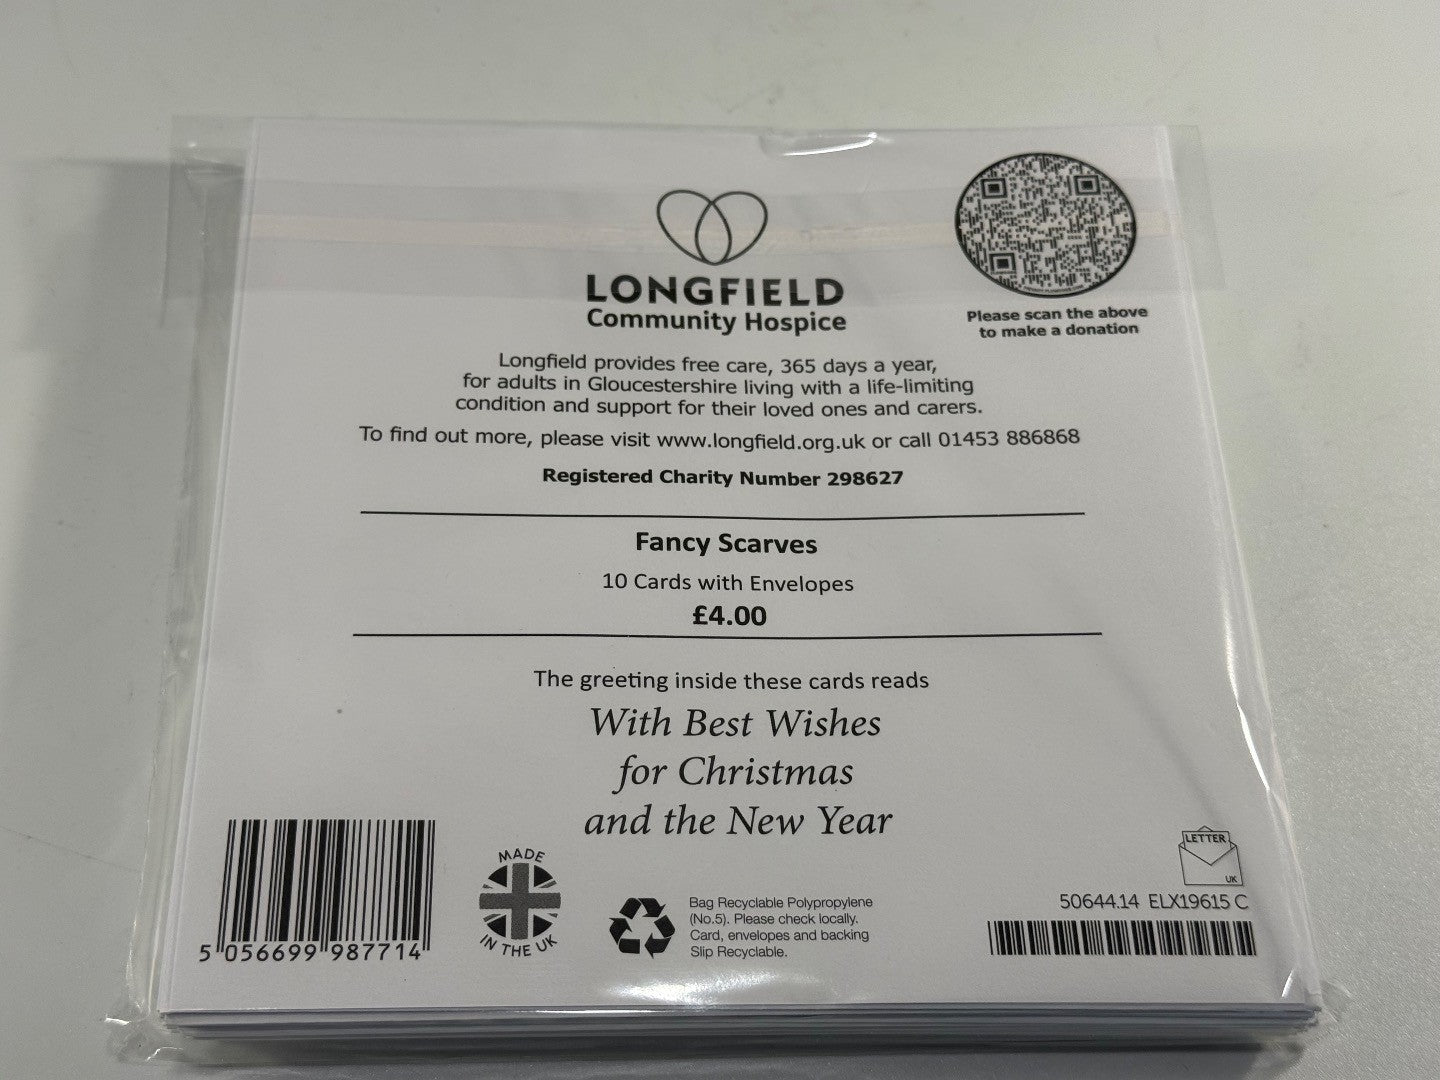 LONGFIELD
Community Hospice
Please scan the above
to make a donation
Longfield provides free care, 365 days a year,
for adults in Gloucestershire living with a life-limiting
condition and support for their loved ones and carers.
To find out more, please visit www.longfield.org.uk or call 01453 886868
Registered Charity Number 298627
Fancy Scarves
10 Cards with Envelopes
£4.00
The greeting inside these cards reads
With Best Wishes
for Christmas
and the New Year
5 056699 987714
MADE
IN THE UK
Bag Recyclable Polypropylene
(No.5). Please check locally.
Card, envelopes and backing
Slip Recyclable.
LETTER
UK
50644.14 ELX19615 C